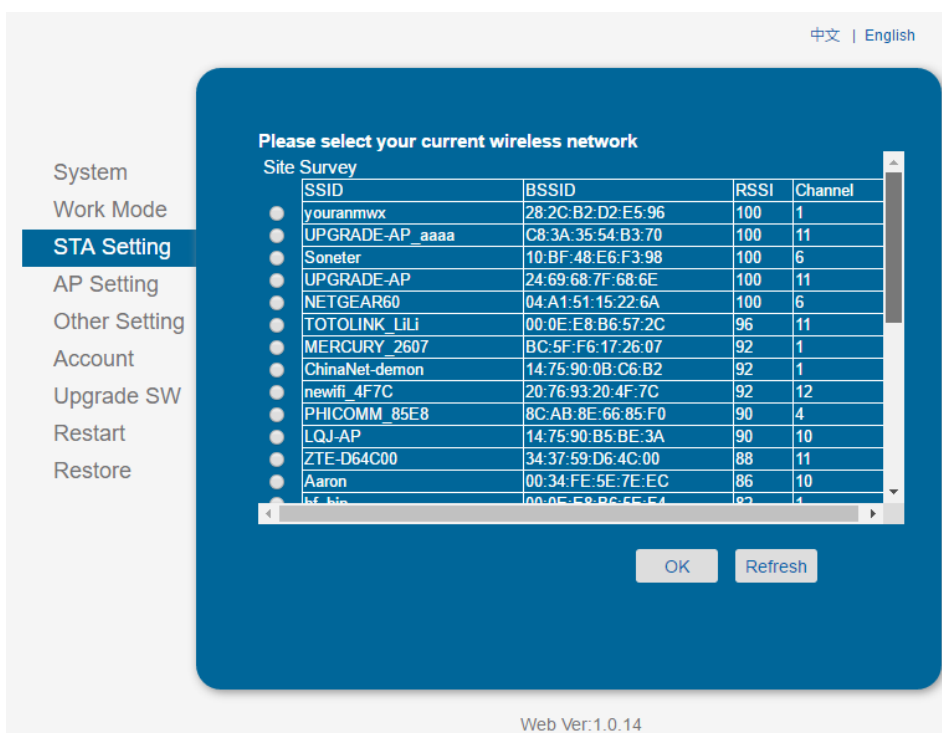 中文 | English
Please select your current wireless network
Site Survey
SSID BSSID RSSI Channel
youranmwx 28:2C:B2:D2:E5:96 100 1
UPGRADE-AP_aaaa C8:3A:35:54:B3:70 100 11
Soneter 10:BF:48:E6:F3:98 100 6
UPGRADE-AP 24:69:68:7F:68:6E 100 11
NETGEAR60 04:A1:51:15:22:6A 100 6
TOTOLINK_LiLi 00:0E:E8:B6:57:2C 96 11
MERCURY_2607 BC:5F:F6:17:26:07 92 1
ChinaNet-demon 14:75:90:0B:C6:B2 92 1
newifi_4F7C 20:76:93:20:4F:7C 92 12
PHICOMM_85E8 8C:AB:8E:66:85:F0 90 4
LQJ-AP 14:75:90:B5:BE:3A 90 10
ZTE-D64C00 34:37:59:D6:4C:00 88 11
Aaron 00:34:FE:5E:7E:EC 86 10
System
Work Mode
STA Setting
AP Setting
Other Setting
Account
Upgrade SW
Restart
Restore
OK Refresh
Web Ver:1.0.14